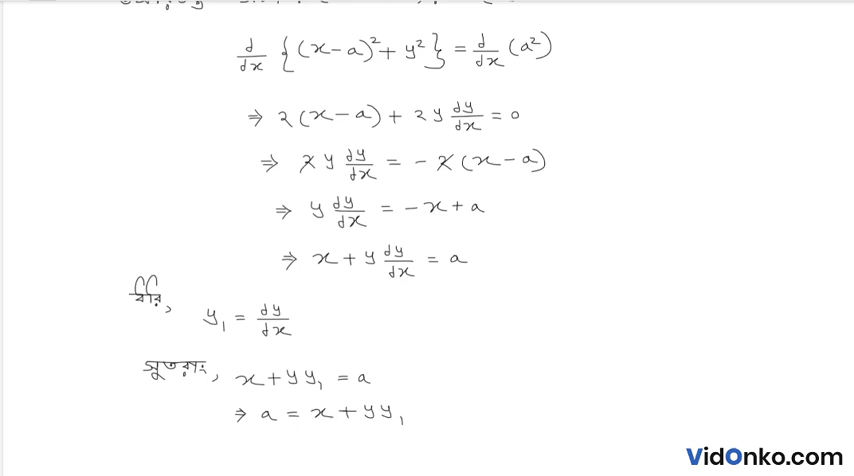 d/dx {(x-a)²+ y²} = d/dx (a²)
⇒ 2(x-a) + 2y dy/dx = 0
⇒ 2y dy/dx = -2(x-a)
⇒ y dy/dx = -x+a
⇒ x + y dy/dx = a
ধরি,
y₁ = dy/dx
সুতরাং, x+yy₁ = a
⇒ a = x+yy₁
VidOnko.com